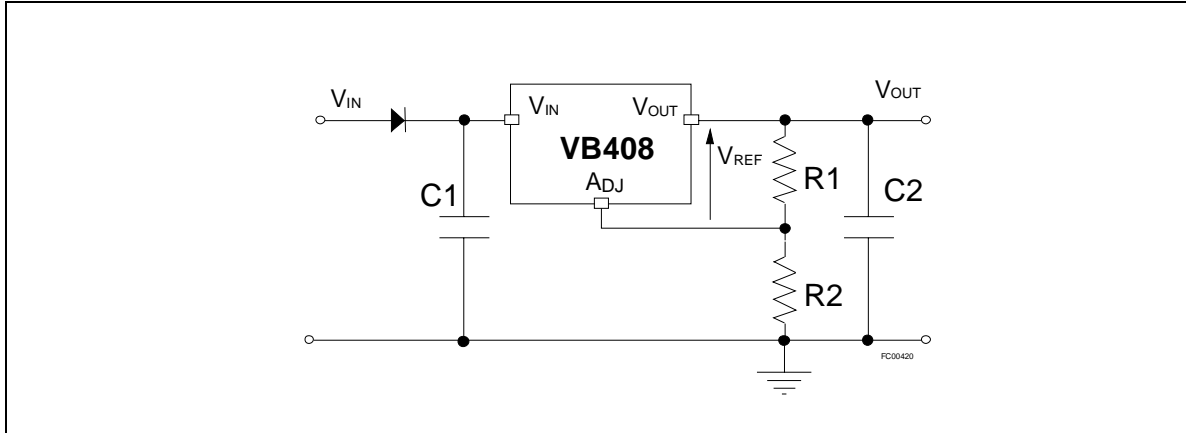 VIN
VIN
VOUT
VOUT
VB408
VREF
ADJ
R1
C1
C2
R2
FC00420